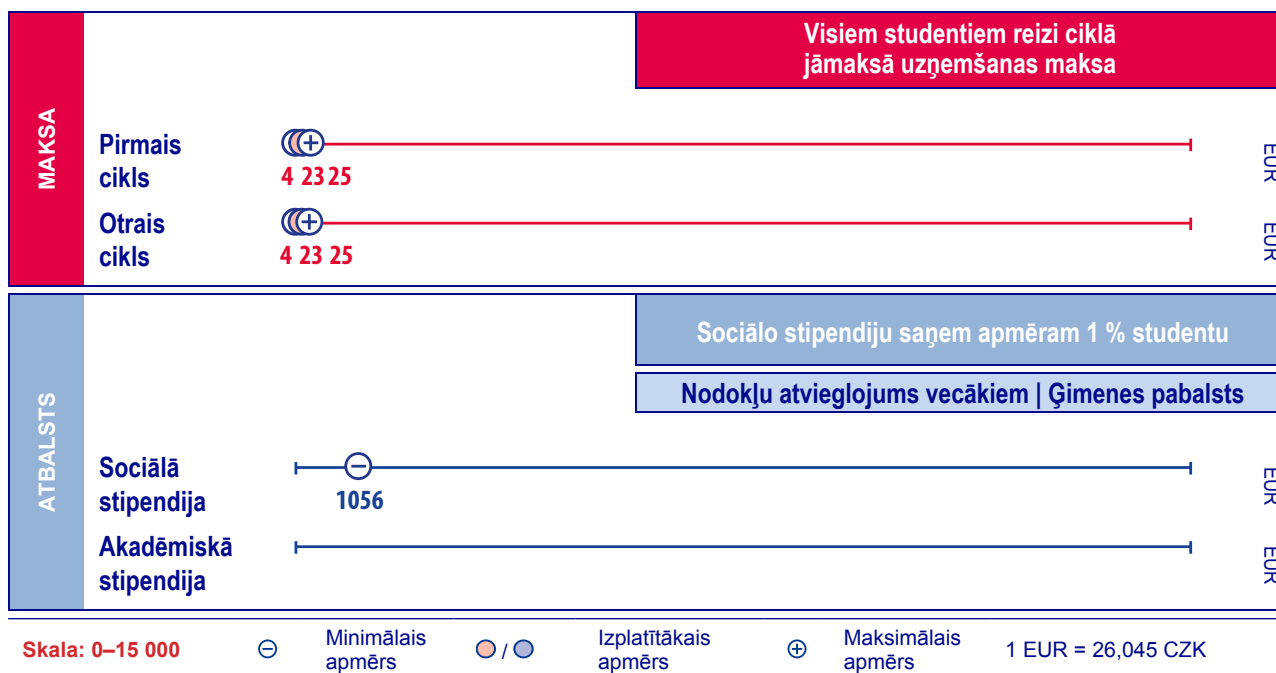 Visiem studentiem reizi ciklā
jāmaksā uzņemšanas maksa
MAKSA
Pirmais
cikls
4 23 25
EUR
Otrais
cikls
4 23 25
EUR
Sociālo stipendiju saņem apmēram 1 % studentu
Nodokļu atvieglojums vecākiem | Ģimenes pabalsts
ATBALSTS
Sociālā
stipendija
1056
EUR
Akadēmiskā
stipendija
EUR
Skala: 0–15 000
Minimālais
apmērs
/
Izplatītākais
apmērs
Maksimālais
apmērs
1 EUR = 26,045 CZK